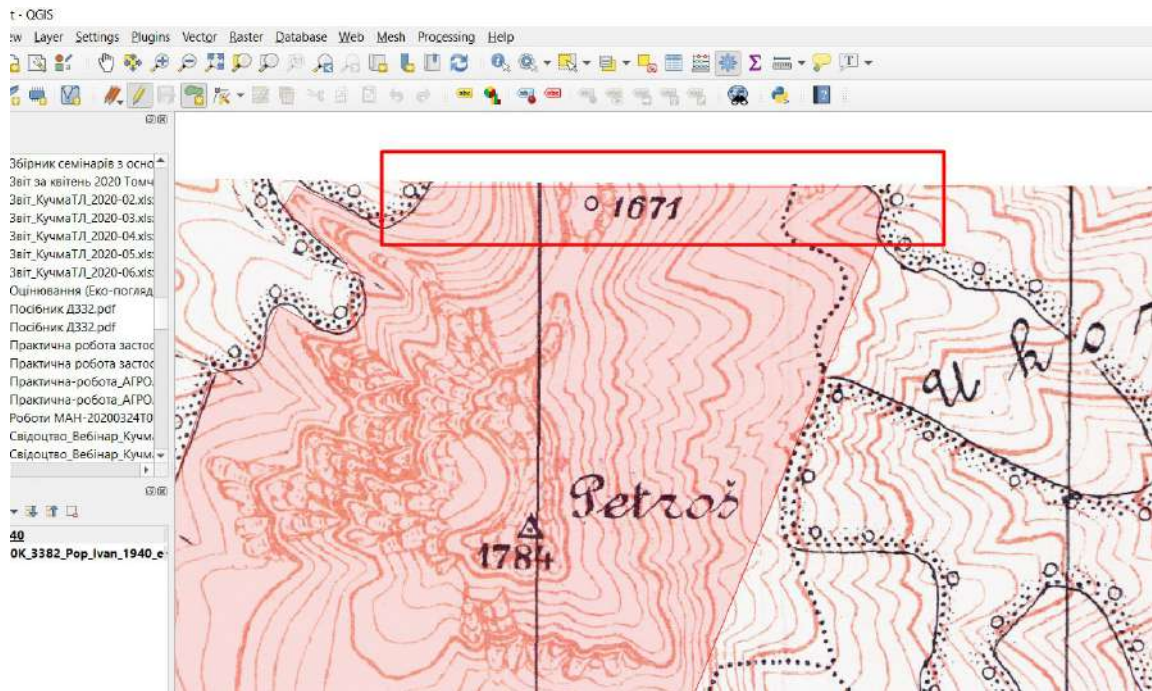 t - QGIS
ew Layer Settings Plugins Vector Raster Database Web Mesh Processing Help
Збірник семінарів з осно
Звіт за квітень 2020 Томч
Звіт_КучмаТЛ_2020-02.xls:
Звіт_КучмаТЛ_2020-03.xls:
Звіт_КучмаТЛ_2020-04.xls:
Звіт_КучмаТЛ_2020-05.xls:
Звіт_КучмаТЛ_2020-06.xls:
Оцінювання (Еко-погляд
Посібник Д332.pdf
Посібник Д332.pdf
Практична робота застос
Практична робота застос
Практична-робота_АГРО.
Практична-робота_АГРО.
Роботи МАН-20200324T0
Свідоцтво_Вебінар_Кучм.
Свідоцтво_Вебінар_Кучм.
40
0K_3382_Pop_Ivan_1940_e
1671
Petroš
1784